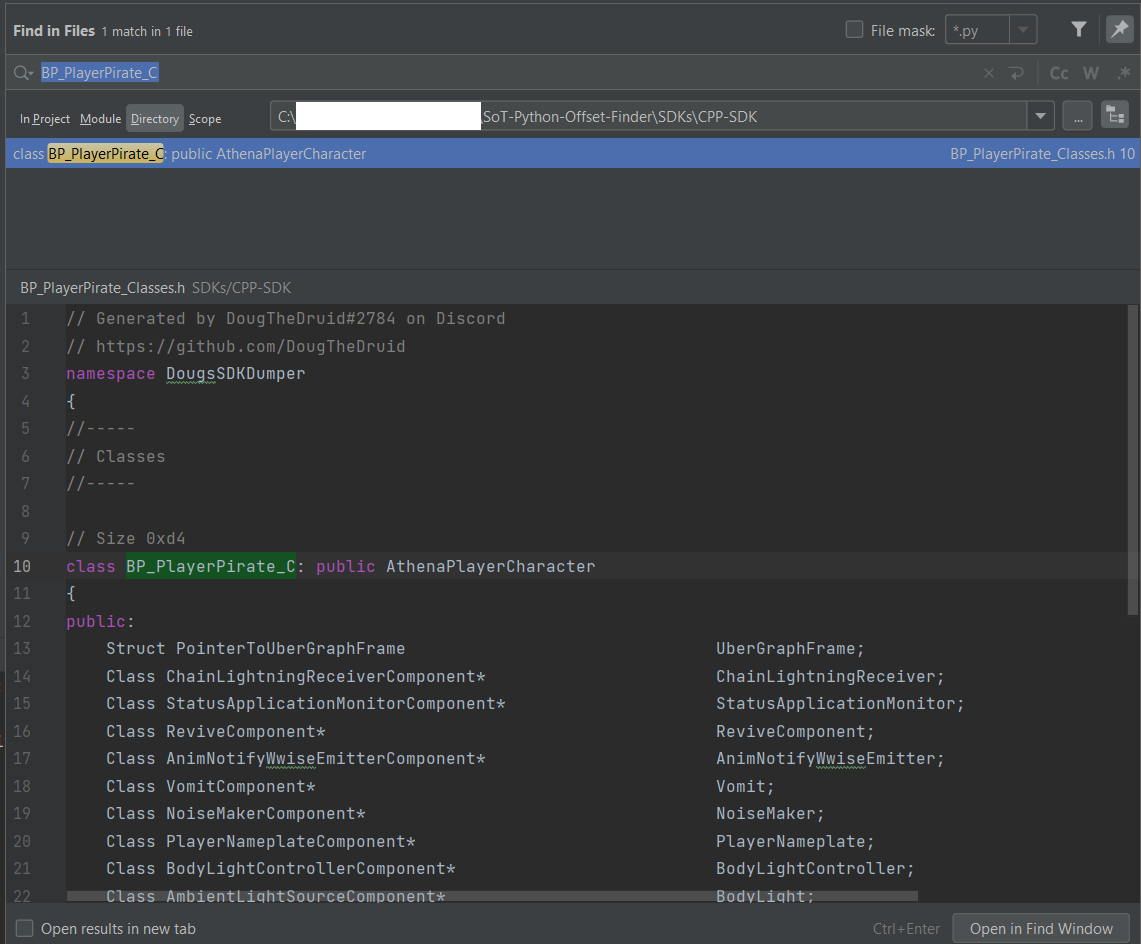 Find in Files 1 match in 1 file File mask: *.py
BP_PlayerPirate_C Cc W .*
In Project Module Directory Scope C:\ \SoT-Python-Offset-Finder\SDKs\CPP-SDK ...
class BP_PlayerPirate_C: public AthenaPlayerCharacter BP_PlayerPirate_Classes.h 10
BP_PlayerPirate_Classes.h SDKs/CPP-SDK
1 // Generated by DougTheDruid#2784 on Discord
2 // https://github.com/DougTheDruid
3 namespace DougsSDKDumper
4 {
5 //-----
6 // Classes
7 //-----
8
9 // Size 0xd4
10 class BP_PlayerPirate_C: public AthenaPlayerCharacter
11 {
12 public:
13 Struct PointerToUberGraphFrame UberGraphFrame;
14 Class ChainLightningReceiverComponent* ChainLightningReceiver;
15 Class StatusApplicationMonitorComponent* StatusApplicationMonitor;
16 Class ReviveComponent* ReviveComponent;
17 Class AnimNotifyWwiseEmitterComponent* AnimNotifyWwiseEmitter;
18 Class VomitComponent* Vomit;
19 Class NoiseMakerComponent* NoiseMaker;
20 Class PlayerNameplateComponent* PlayerNameplate;
21 Class BodyLightControllerComponent* BodyLightController;
22 Class AmbientLightSourceComponent* BodyLight;
Open results in new tab Ctrl+Enter Open in Find Window